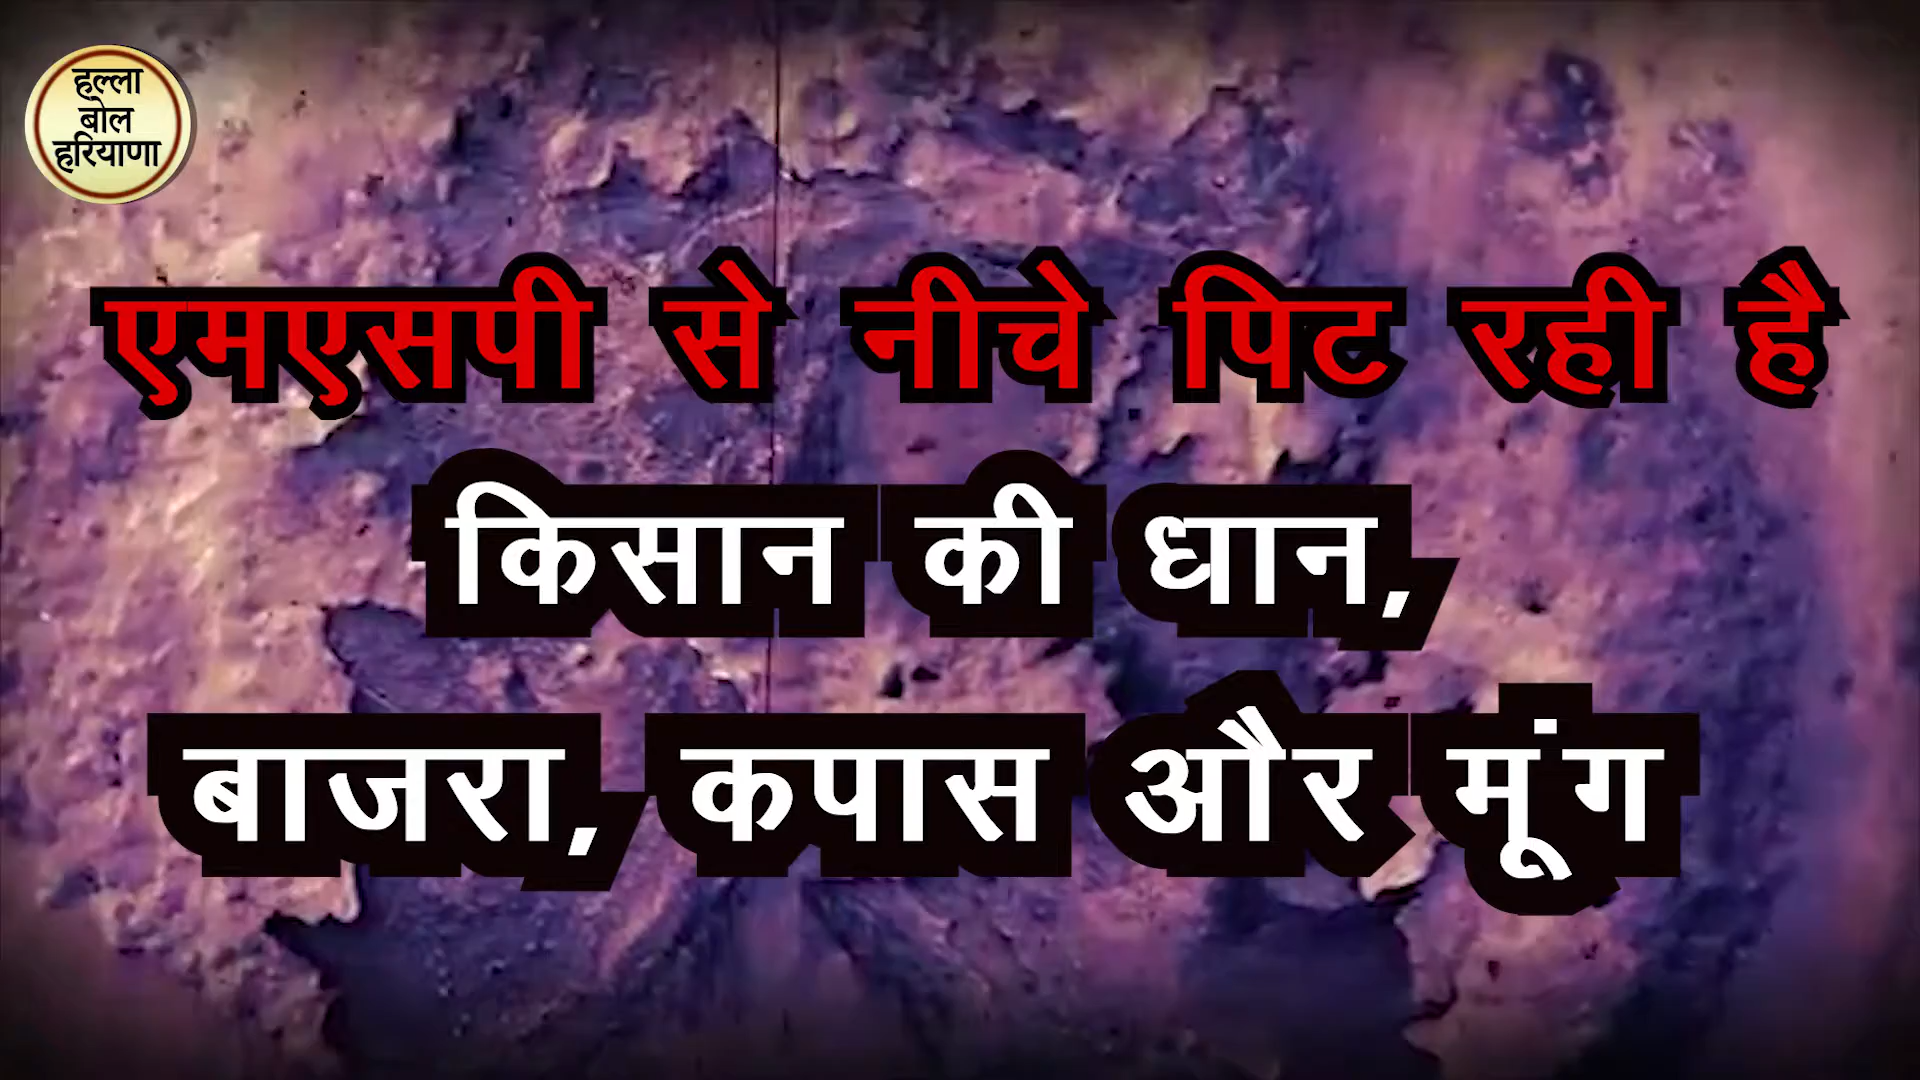 हल्ला
बोल
हरियाणा
एमएसपी से नीचे पिट रही है
किसान की धान,
बाजरा, कपास और मूंग